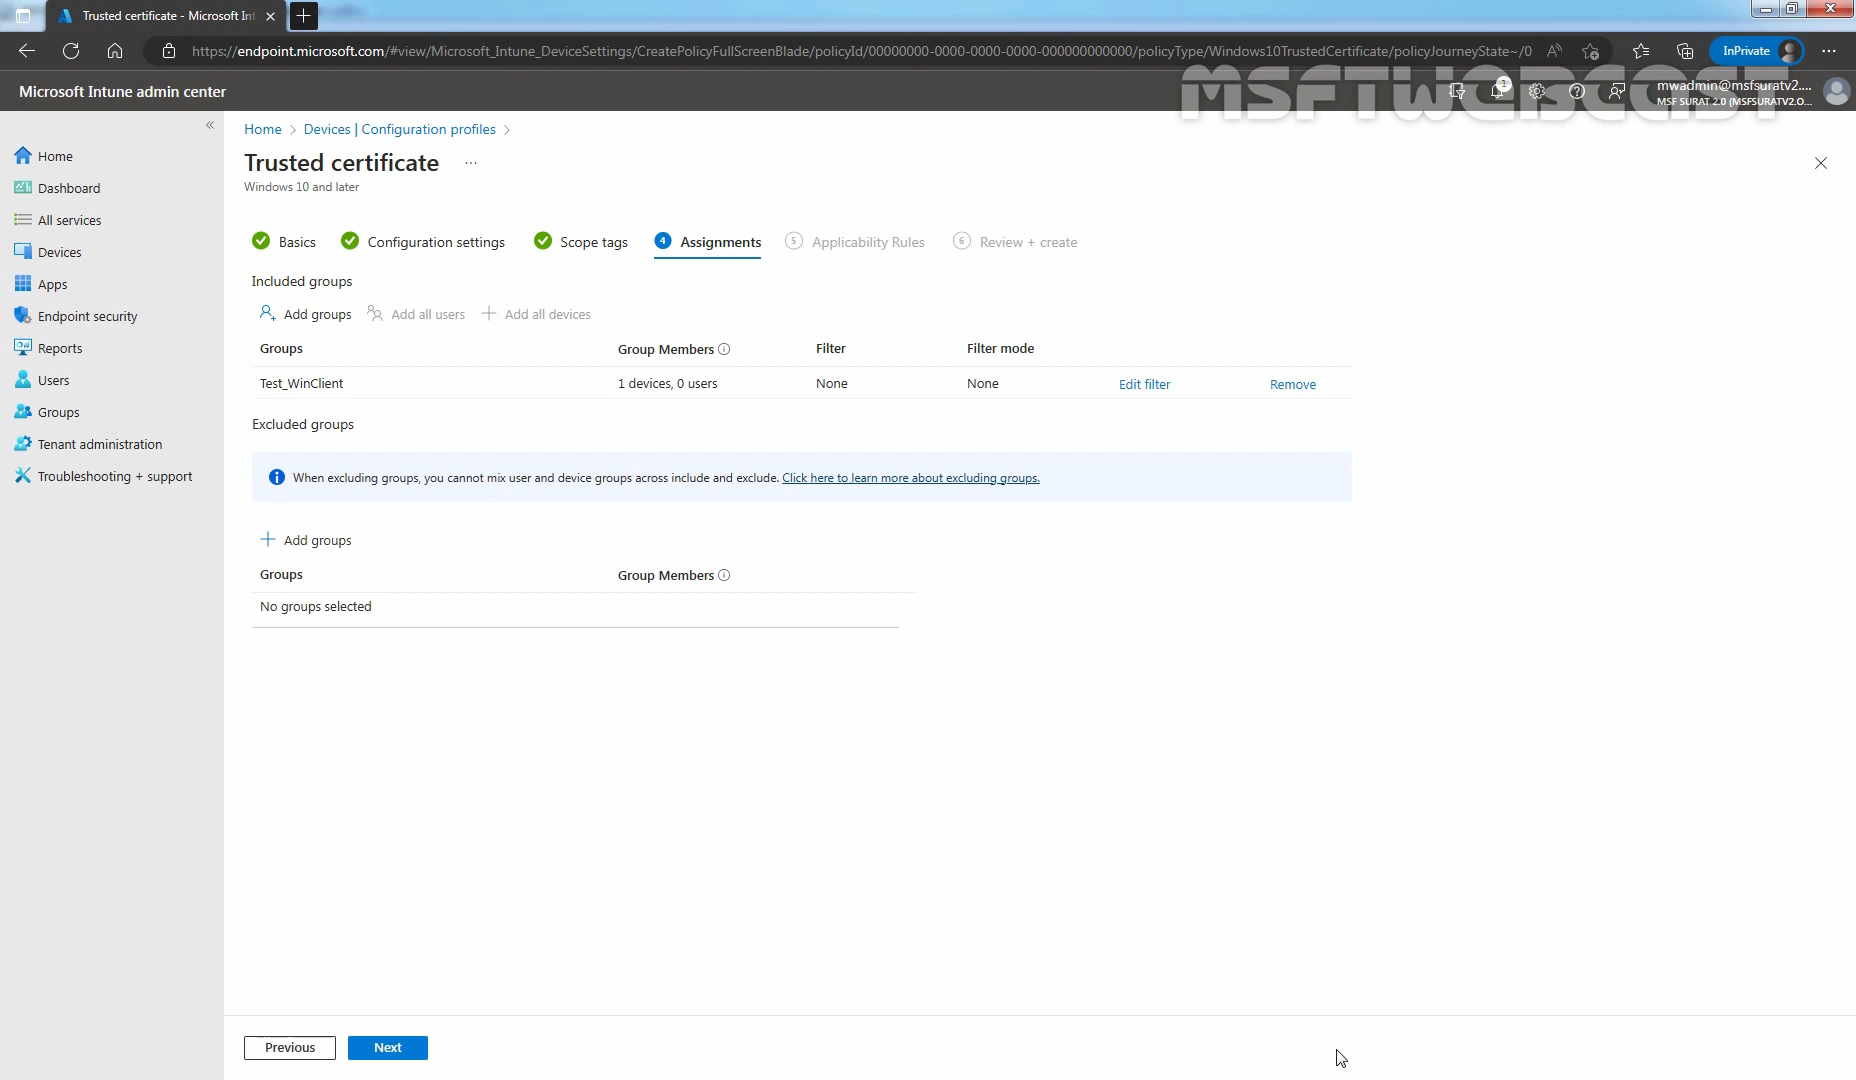 Trusted certificate - Microsoft Int
https://endpoint.microsoft.com/#view/Microsoft_Intune_DeviceSettings/CreatePolicyFullScreenBlade/policyId/00000000-0000-0000-0000-000000000000/policyType/Windows10TrustedCertificate/policyJourneyState~/0
InPrivate
Microsoft Intune admin center
MSFTWEBCAST
1
mwadmin@msfsuratv2....
MSF SURAT 2.0 (MSFSURATV2.O...
Home
Dashboard
All services
Devices
Apps
Endpoint security
Reports
Users
Groups
Tenant administration
Troubleshooting + support
Home > Devices | Configuration profiles >
Trusted certificate ...
Windows 10 and later
Basics Configuration settings Scope tags 4 Assignments 5 Applicability Rules 6 Review + create
Included groups
Add groups Add all users Add all devices
Groups Group Members Filter Filter mode
Test_WinClient 1 devices, 0 users None None Edit filter Remove
Excluded groups
When excluding groups, you cannot mix user and device groups across include and exclude. Click here to learn more about excluding groups.
Add groups
Groups Group Members
No groups selected
Previous Next